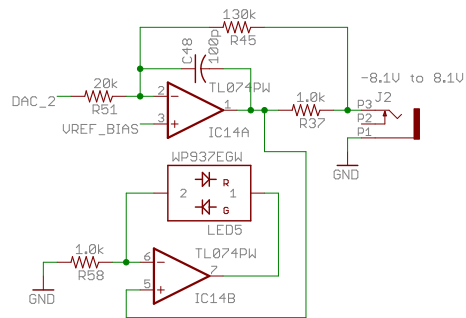 130k
R45
C48
100p
-8.1V to 8.1V
20k
TL074PW
1.0k
P3
J2
DAC_2
R51
2
1
P2
VREF_BIAS
3
IC14A
R37
P1
GND
WP937EGW
2
R
1
G
LED5
1.0k
TL074PW
R58
6
7
5
GND
IC14B